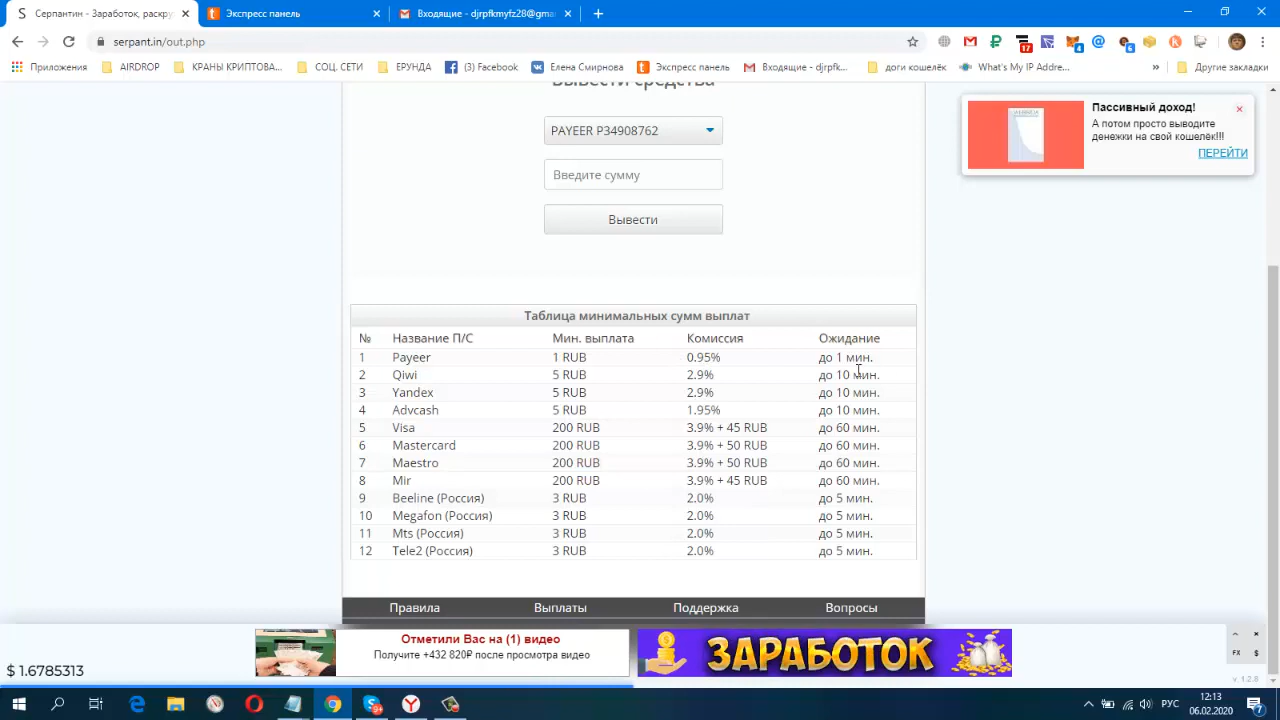 Серпантин - Заработок, раскру
Экспресс панель
Входящие - djrpfkmyfz28@gma
serpant.in/out.php
17
4
6
Приложения
AIRDROP
КРАНЫ КРИПТОВА...
СОЦ. СЕТИ
ЕРУНДА
(3) Facebook
Елена Смирнова
Экспресс панель
Входящие - djrpfk...
доги кошелёк
What's My IP Addre...
Другие закладки
Вывести средства
PAYEER P34908762
Введите сумму
Вывести
Пассивный доход!
А потом просто выводите
денежки на свой кошелёк!!!
ПЕРЕЙТИ
Таблица минимальных сумм выплат
№ Название П/С Мин. выплата Комиссия Ожидание
1 Payeer 1 RUB 0.95% до 1 мин.
2 Qiwi 5 RUB 2.9% до 10 мин.
3 Yandex 5 RUB 2.9% до 10 мин.
4 Advcash 5 RUB 1.95% до 10 мин.
5 Visa 200 RUB 3.9% + 45 RUB до 60 мин.
6 Mastercard 200 RUB 3.9% + 50 RUB до 60 мин.
7 Maestro 200 RUB 3.9% + 50 RUB до 60 мин.
8 Mir 200 RUB 3.9% + 45 RUB до 60 мин.
9 Beeline (Россия) 3 RUB 2.0% до 5 мин.
10 Megafon (Россия) 3 RUB 2.0% до 5 мин.
11 Mts (Россия) 3 RUB 2.0% до 5 мин.
12 Tele2 (Россия) 3 RUB 2.0% до 5 мин.
Правила Выплаты Поддержка Вопросы
Отметили Вас на (1) видео
Получите +432 820₽ после просмотра видео
ЗАРАБОТОК
FX $
$ 1.6785313
v. 1.2.8
РУС
12:13
06.02.2020